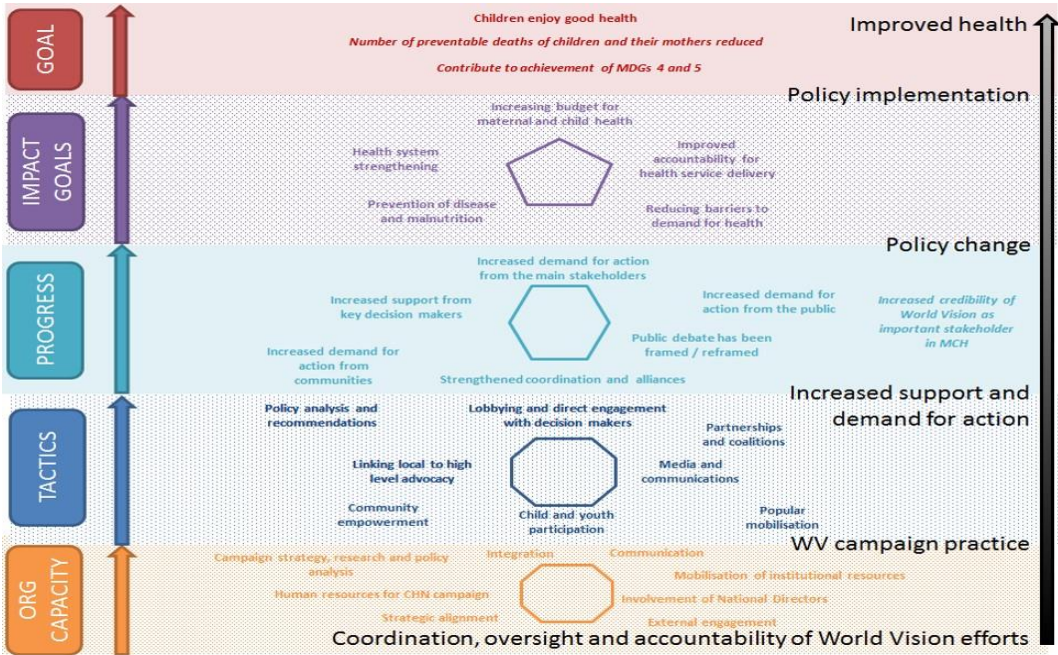 GOAL
Children enjoy good health
Number of preventable deaths of children and their mothers reduced
Contribute to achievement of MDGs 4 and 5
Improved health
Policy implementation
IMPACT
GOALS
Increasing budget for
maternal and child health
Health system
strengthening
Improved
accountability for
health service delivery
Prevention of disease
and malnutrition
Reducing barriers to
demand for health
Policy change
PROGRESS
Increased demand for action
from the main stakeholders
Increased support from
key decision makers
Increased demand for
action from the public
Increased credibility of
World Vision as
important stakeholder
in MCH
Public debate has been
framed / reframed
Increased demand for
action from
communities
Strengthened coordination and alliances
Increased support and
demand for action
TACTICS
Policy analysis and
recommendations
Lobbying and direct engagement
with decision makers
Partnerships
and coalitions
Linking local to high
level advocacy
Media and
communications
Community
empowerment
Child and youth
participation
Popular
mobilisation
WV campaign practice
ORG
CAPACITY
Campaign strategy, research and policy
analysis
Integration
Communication
Mobilisation of institutional resources
Human resources for CHN campaign
Involvement of National Directors
Strategic alignment
External engagement
Coordination, oversight and accountability of World Vision efforts